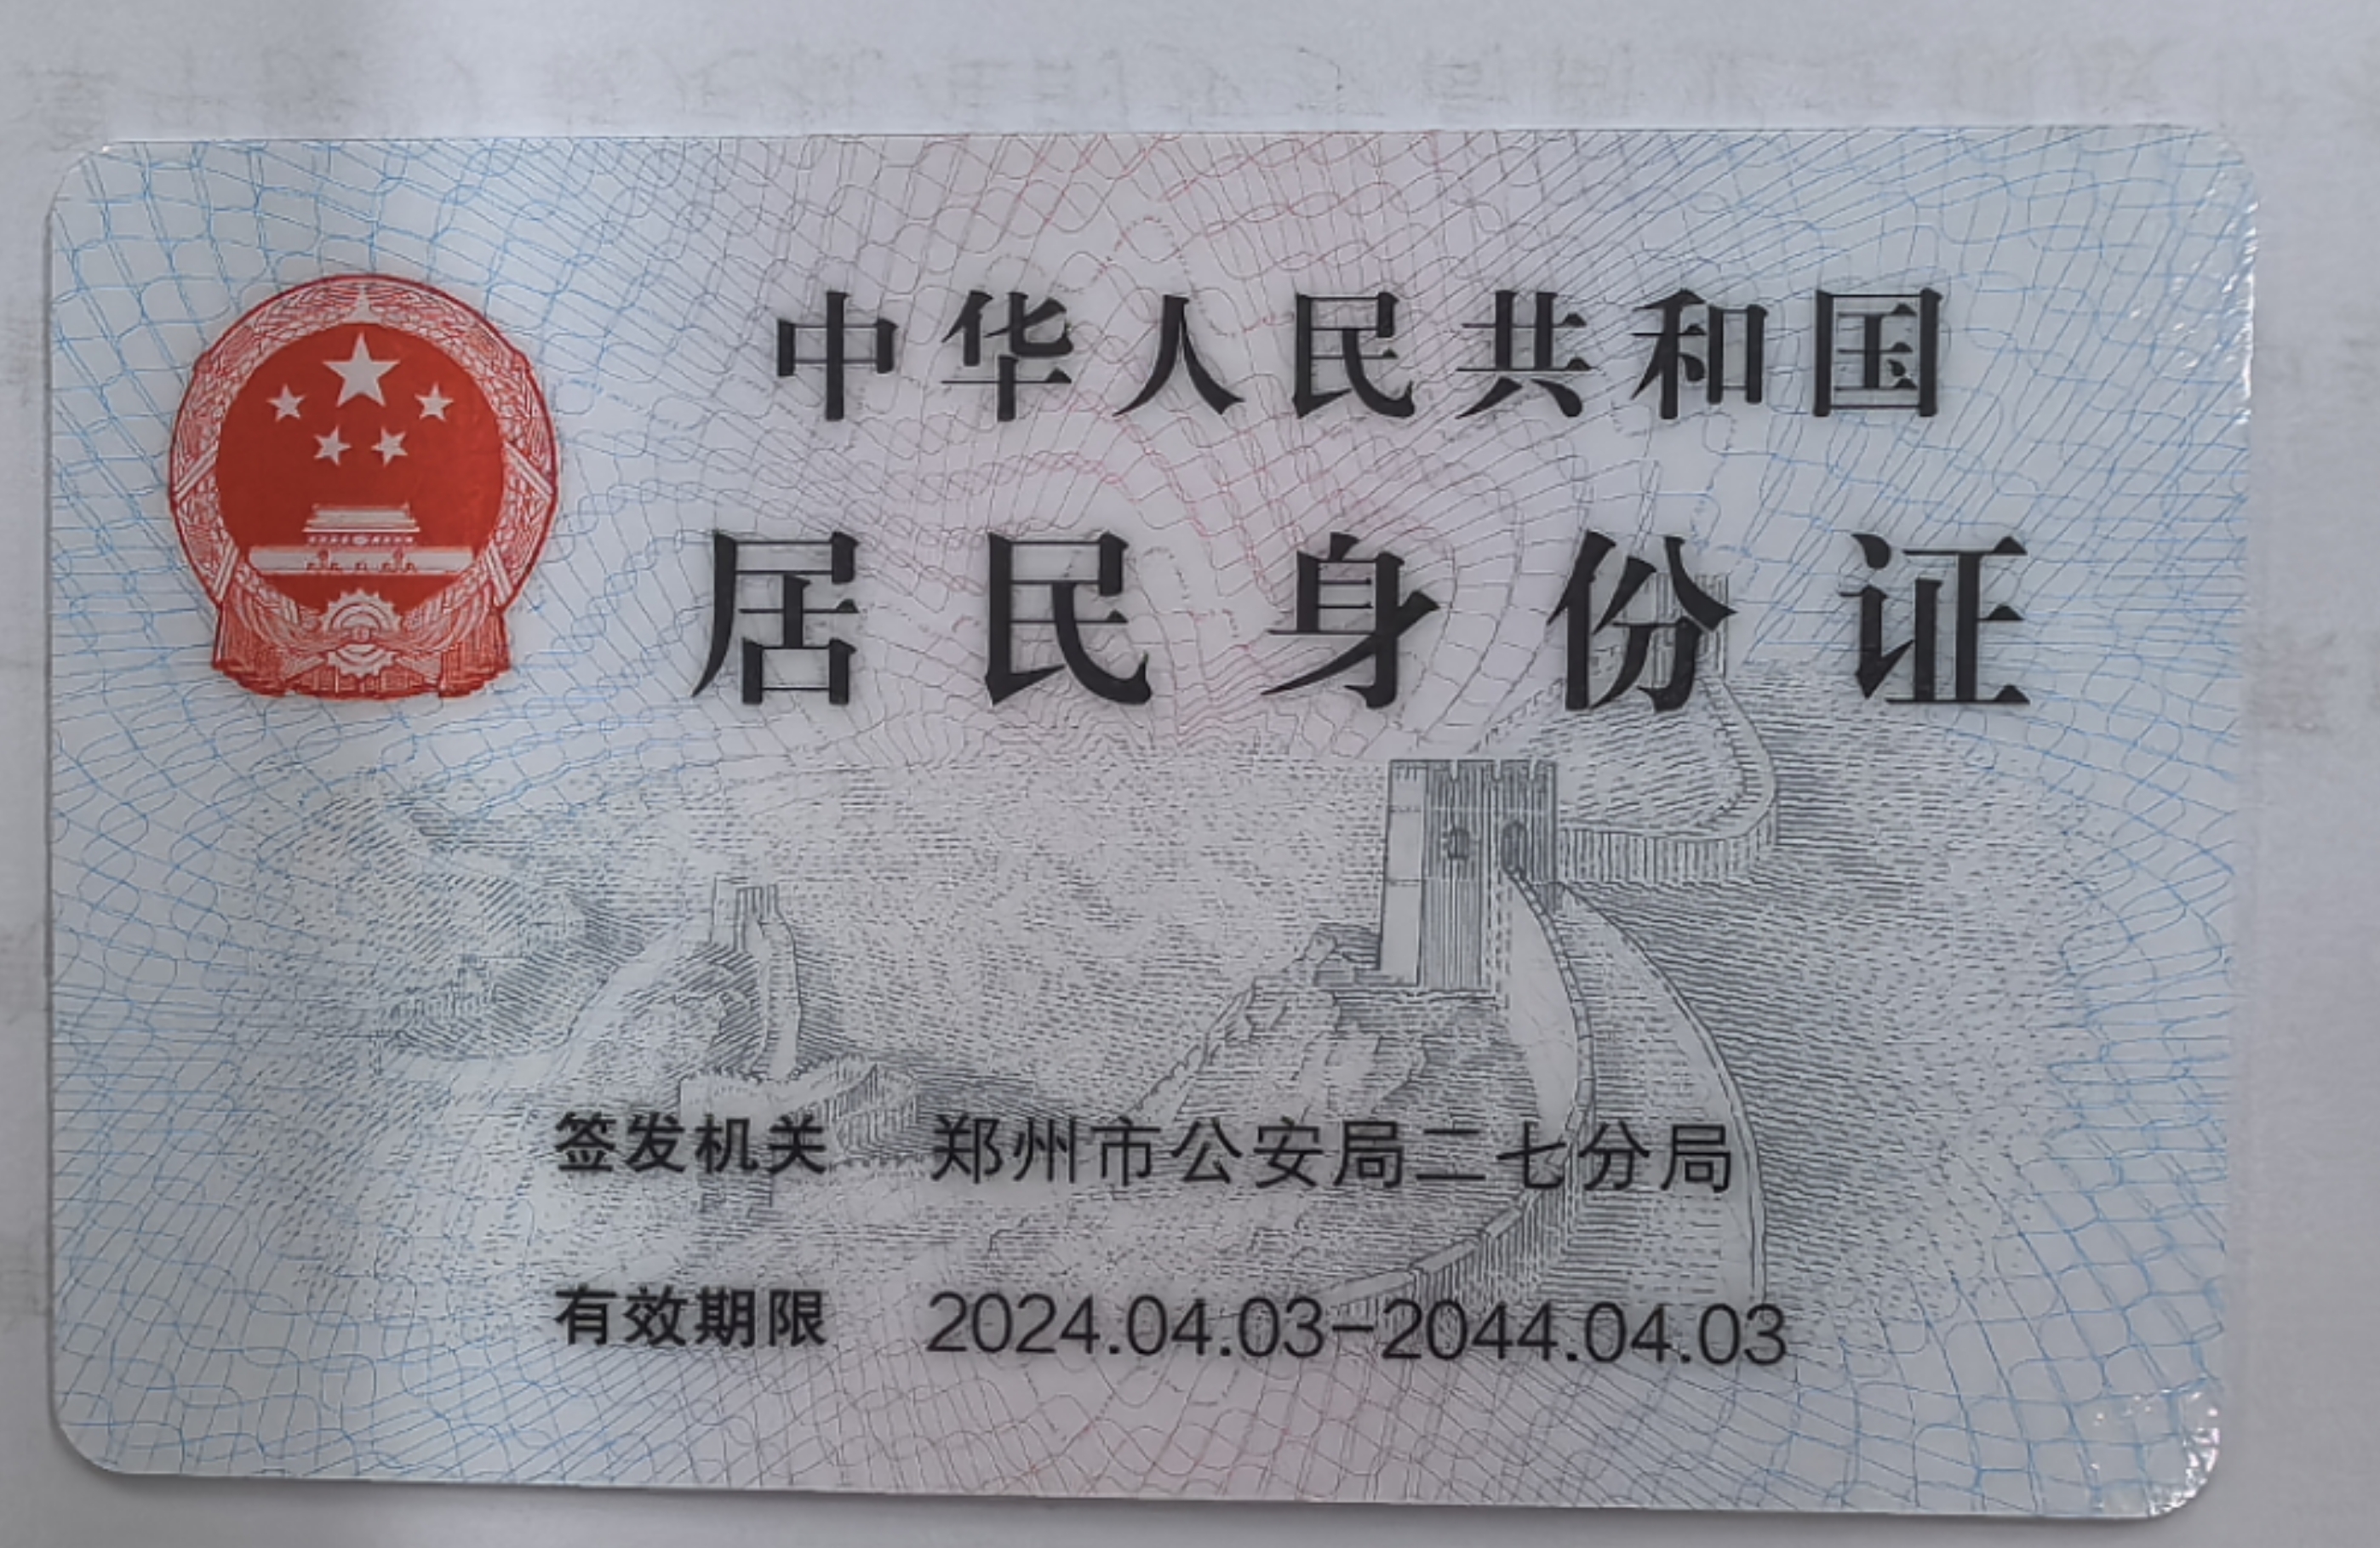 中华人民共和国
居民身份证
签发机关 郑州市公安局二七分局
有效期限 2024.04.03-2044.04.03